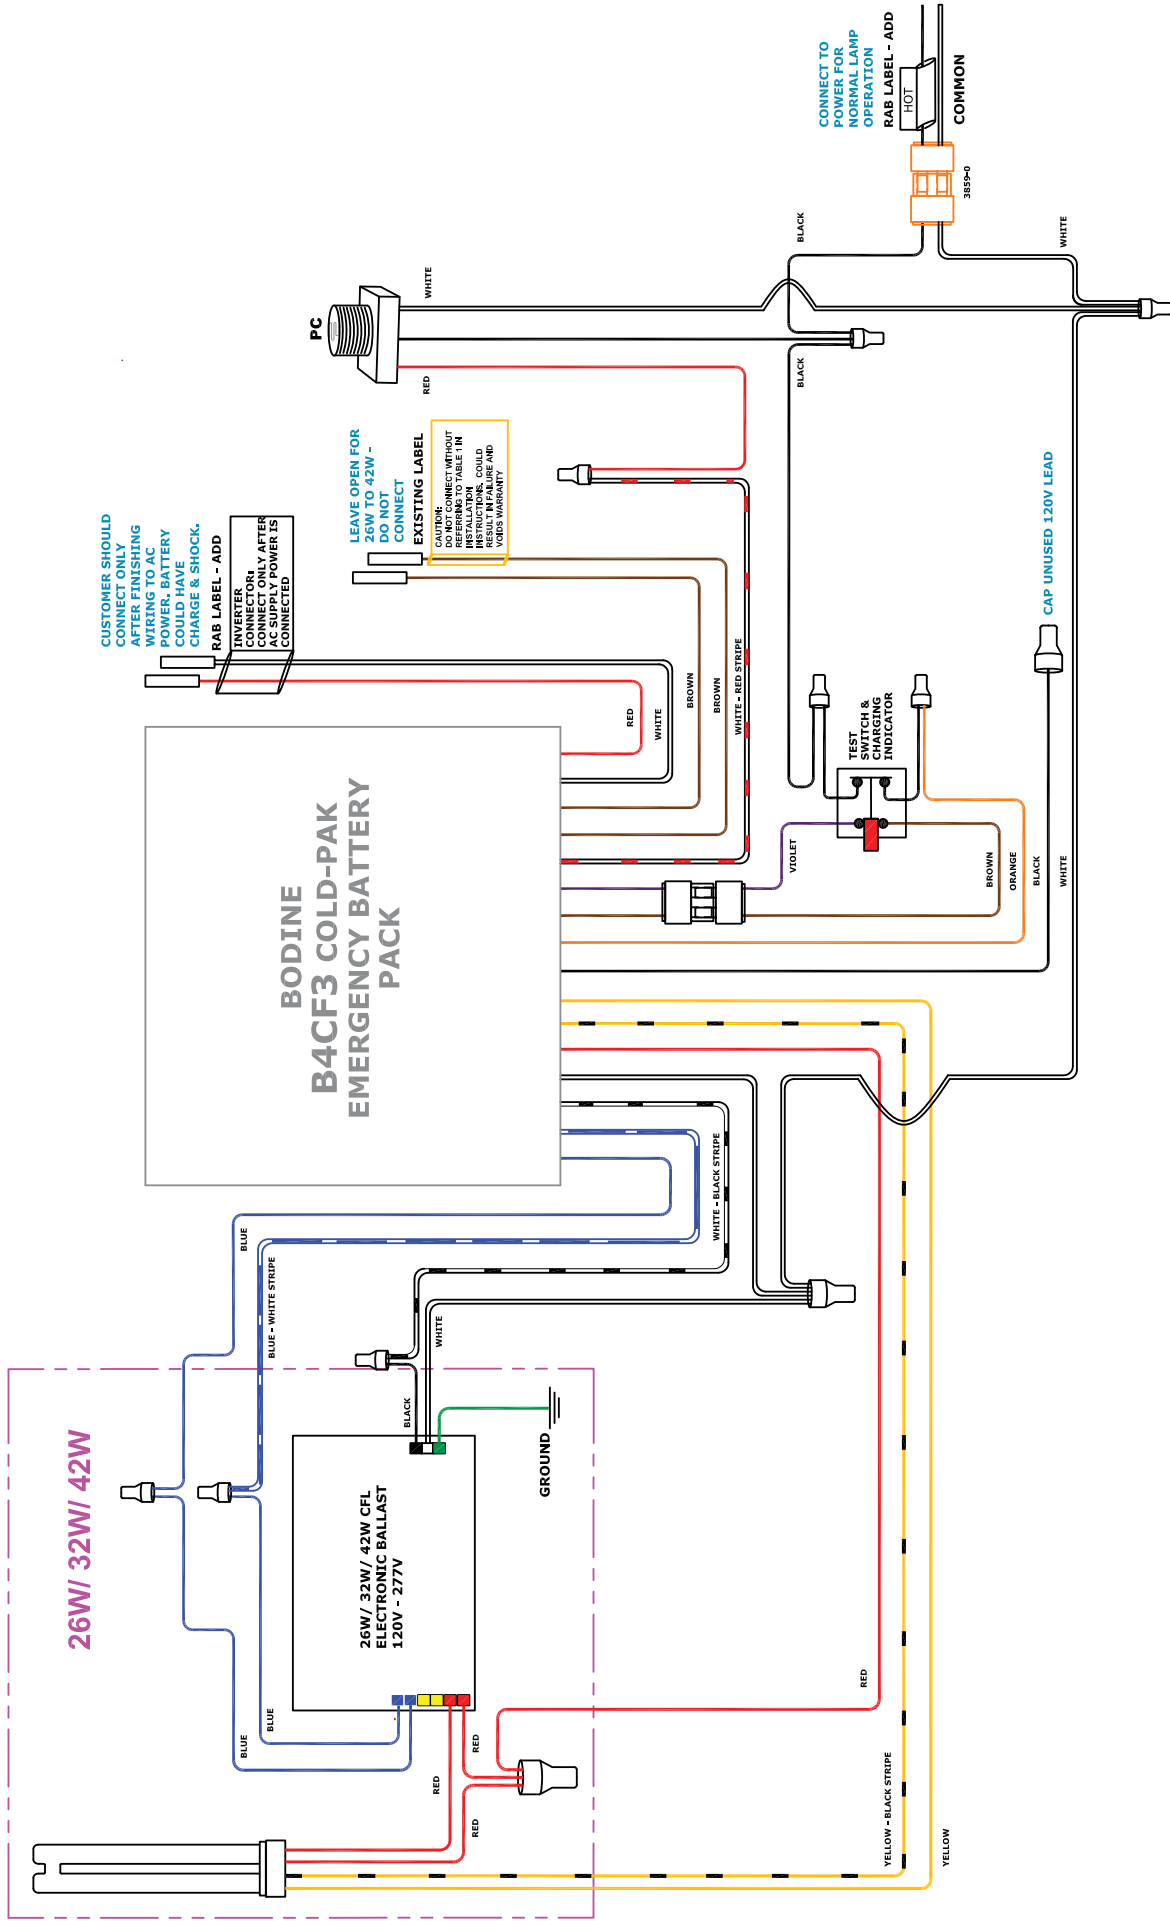 CONNECT TO
POWER FOR
NORMAL LAMP
OPERATION
RAB LABEL - ADD
HOT
COMMON
3859-0
BLACK
WHITE
PC
WHITE
RED
BLACK
LEAVE OPEN FOR
26W TO 42W -
DO NOT
CONNECT
EXISTING LABEL
CAUTION:
DO NOT CONNECT WITHOUT
REFERRING TO TABLE 1 IN
INSTALLATION
INSTRUCTIONS, COULD
RESULT IN FAILURE AND
VOIDS WARRANTY
CUSTOMER SHOULD
CONNECT ONLY
AFTER FINISHING
WIRING TO AC
POWER. BATTERY
COULD HAVE
CHARGE & SHOCK.
RAB LABEL - ADD
INVERTER
CONNECTOR:
CONNECT ONLY AFTER
AC SUPPLY POWER IS
CONNECTED
CAP UNUSED 120V LEAD
RED
WHITE
BROWN
BROWN
WHITE - RED STRIPE
TEST
SWITCH &
CHARGING
INDICATOR
VIOLET
BROWN
ORANGE
BLACK
WHITE
BODINE
B4CF3 COLD-PAK
EMERGENCY BATTERY
PACK
BLUE
BLUE - WHITE STRIPE
WHITE - BLACK STRIPE
WHITE
BLACK
GROUND
26W/ 32W/ 42W
26W/ 32W/ 42W CFL
ELECTRONIC BALLAST
120V - 277V
BLUE
BLUE
RED
RED
RED
RED
YELLOW - BLACK STRIPE
YELLOW